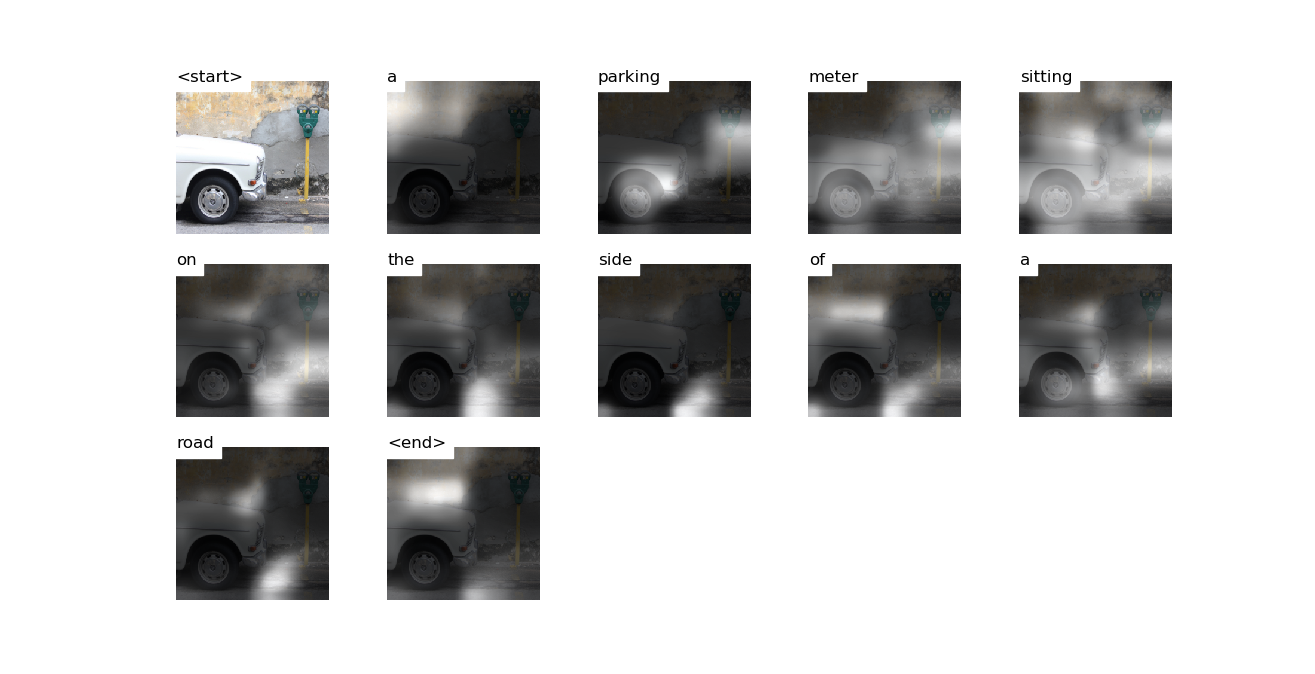 <start> a parking meter sitting
on the side of a
road <end>